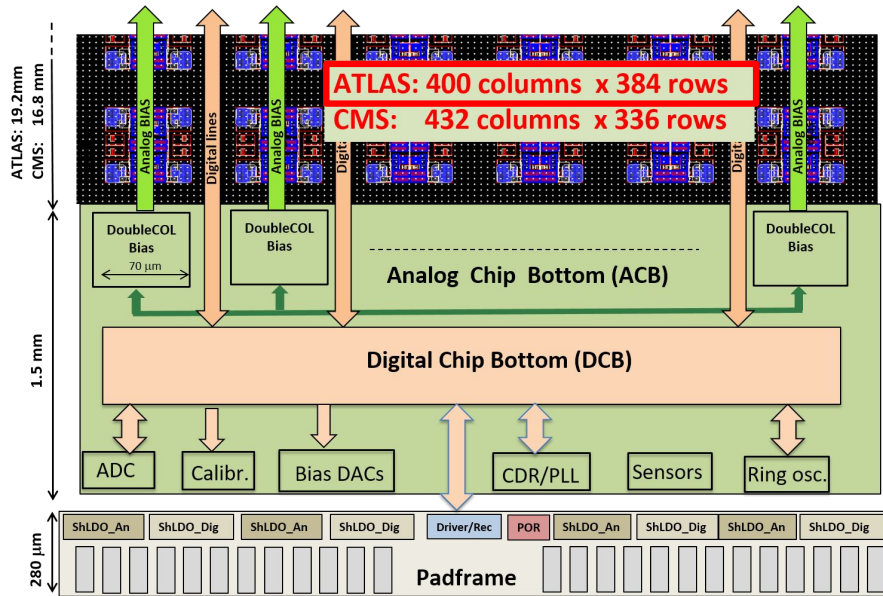 ATLAS: 19.2mm
CMS: 16.8 mm
Analog BIAS
Digital lines
Analog BIAS
Digital
Digital
Analog BIAS
ATLAS: 400 columns x 384 rows
CMS: 432 columns x 336 rows
DoubleCOL
Bias
70 µm
DoubleCOL
Bias
DoubleCOL
Bias
Analog Chip Bottom (ACB)
1.5 mm
Digital Chip Bottom (DCB)
ADC
Calibr.
Bias DACs
CDR/PLL
Sensors
Ring osc.
280 µm
ShLDO_An
ShLDO_Dig
ShLDO_An
ShLDO_Dig
Driver/Rec
POR
ShLDO_An
ShLDO_Dig
ShLDO_An
ShLDO_Dig
Padframe